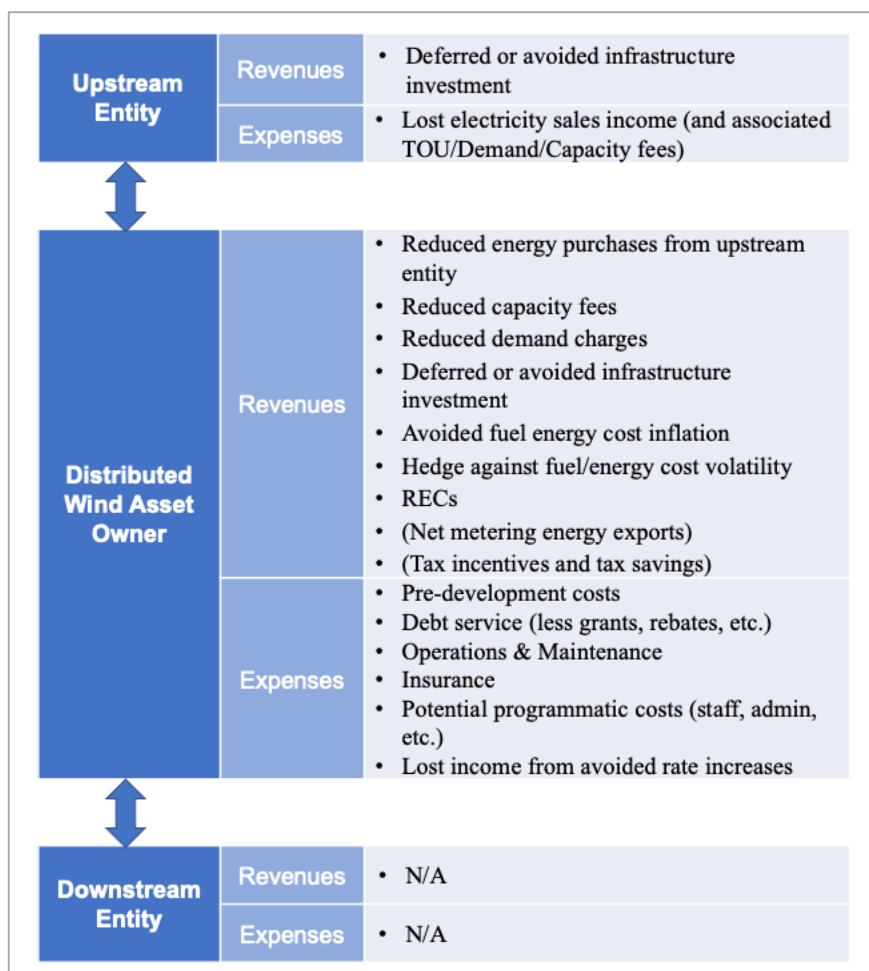 Upstream
Entity
Revenues
• Deferred or avoided infrastructure
investment
Expenses
• Lost electricity sales income (and associated
TOU/Demand/Capacity fees)
Distributed
Wind Asset
Owner
Revenues
• Reduced energy purchases from upstream
entity
• Reduced capacity fees
• Reduced demand charges
• Deferred or avoided infrastructure
investment
• Avoided fuel energy cost inflation
• Hedge against fuel/energy cost volatility
• RECs
• (Net metering energy exports)
• (Tax incentives and tax savings)
Expenses
• Pre-development costs
• Debt service (less grants, rebates, etc.)
• Operations & Maintenance
• Insurance
• Potential programmatic costs (staff, admin,
etc.)
• Lost income from avoided rate increases
Downstream
Entity
Revenues
• N/A
Expenses
• N/A